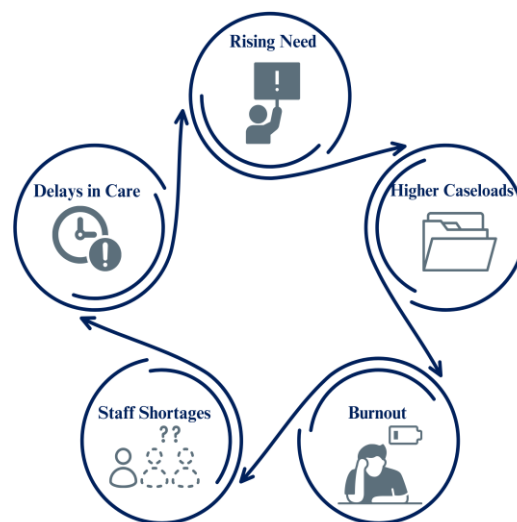 Rising Need
!
Higher Caseloads
Burnout
Staff Shortages
??
Delays in Care
!